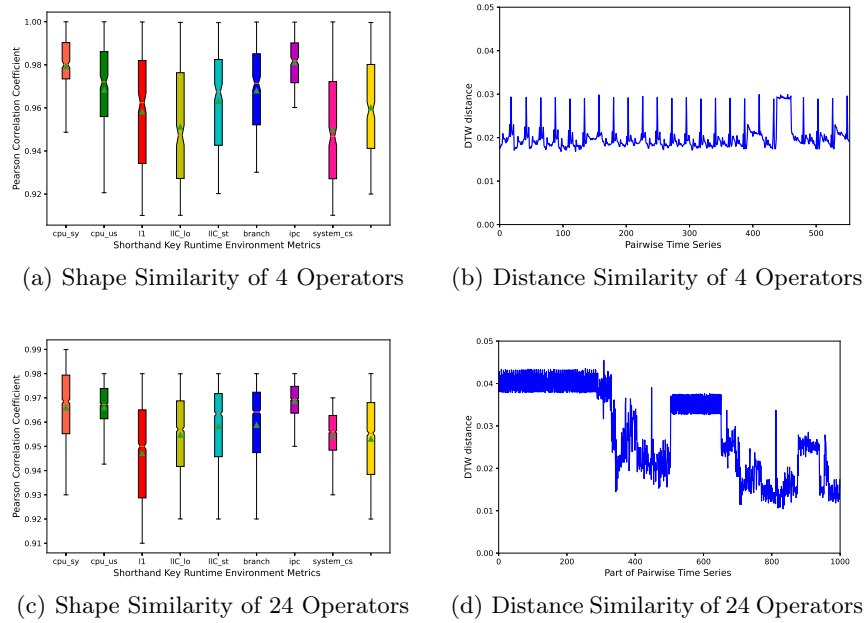 1.00
0.98
0.96
0.94
0.92
Pearson Correlation Coefficient
cpu_sy cpu_us l1 llC_lo llC_st branch ipc system_cs
Shorthand Key Runtime Environment Metrics
(a) Shape Similarity of 4 Operators
0.05
0.04
0.03
0.02
0.01
0.00
DTW distance
0 100 200 300 400 500
Pairwise Time Series
(b) Distance Similarity of 4 Operators
0.99
0.98
0.97
0.96
0.95
0.94
0.93
0.92
0.91
Pearson Correlation Coefficient
cpu_sy cpu_us l1 llC_lo llC_st branch ipc system_cs
Shorthand Key Runtime Environment Metrics
(c) Shape Similarity of 24 Operators
0.05
0.04
0.03
0.02
0.01
0.00
DTW distance
0 200 400 600 800 1000
Part of Pairwise Time Series
(d) Distance Similarity of 24 Operators